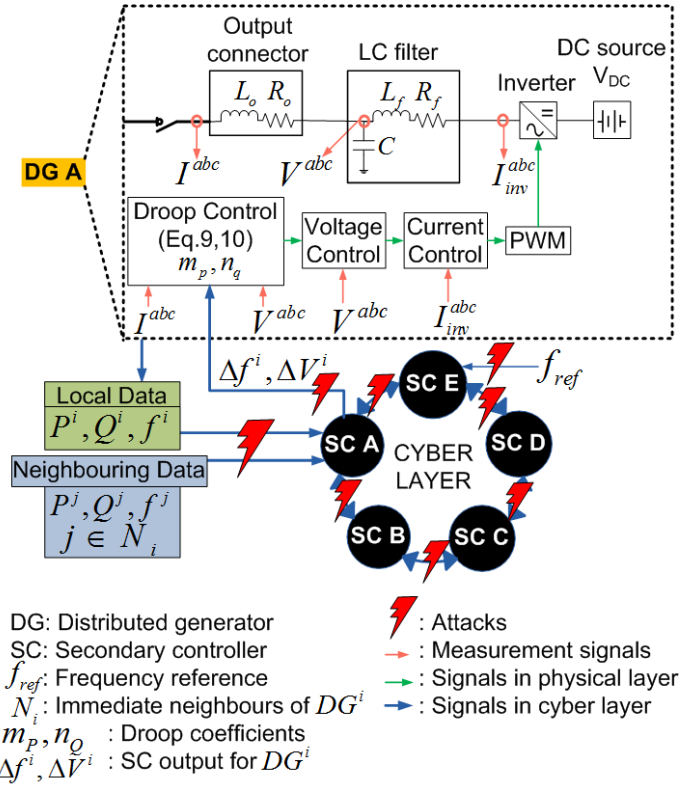 Output
connector
LC filter
DC source
V_DC
Inverter
L_o R_o
L_f R_f
C
I^abc
V^abc
I_inv^abc
DG A
Droop Control
(Eq.9,10)
m_p, n_q
Voltage
Control
Current
Control
PWM
I^abc
V^abc
V^abc
I_inv^abc
Δf^i, ΔV^i
f_ref
Local Data
P^i, Q^i, f^i
Neighbouring Data
P^j, Q^j, f^j
j ∈ N_i
SC E
SC A
SC D
CYBER
LAYER
SC B
SC C
DG: Distributed generator
SC: Secondary controller
f_ref: Frequency reference
N_i: Immediate neighbours of DG^i
m_P, n_Q : Droop coefficients
Δf^i, ΔV^i : SC output for DG^i
: Attacks
: Measurement signals
: Signals in physical layer
: Signals in cyber layer